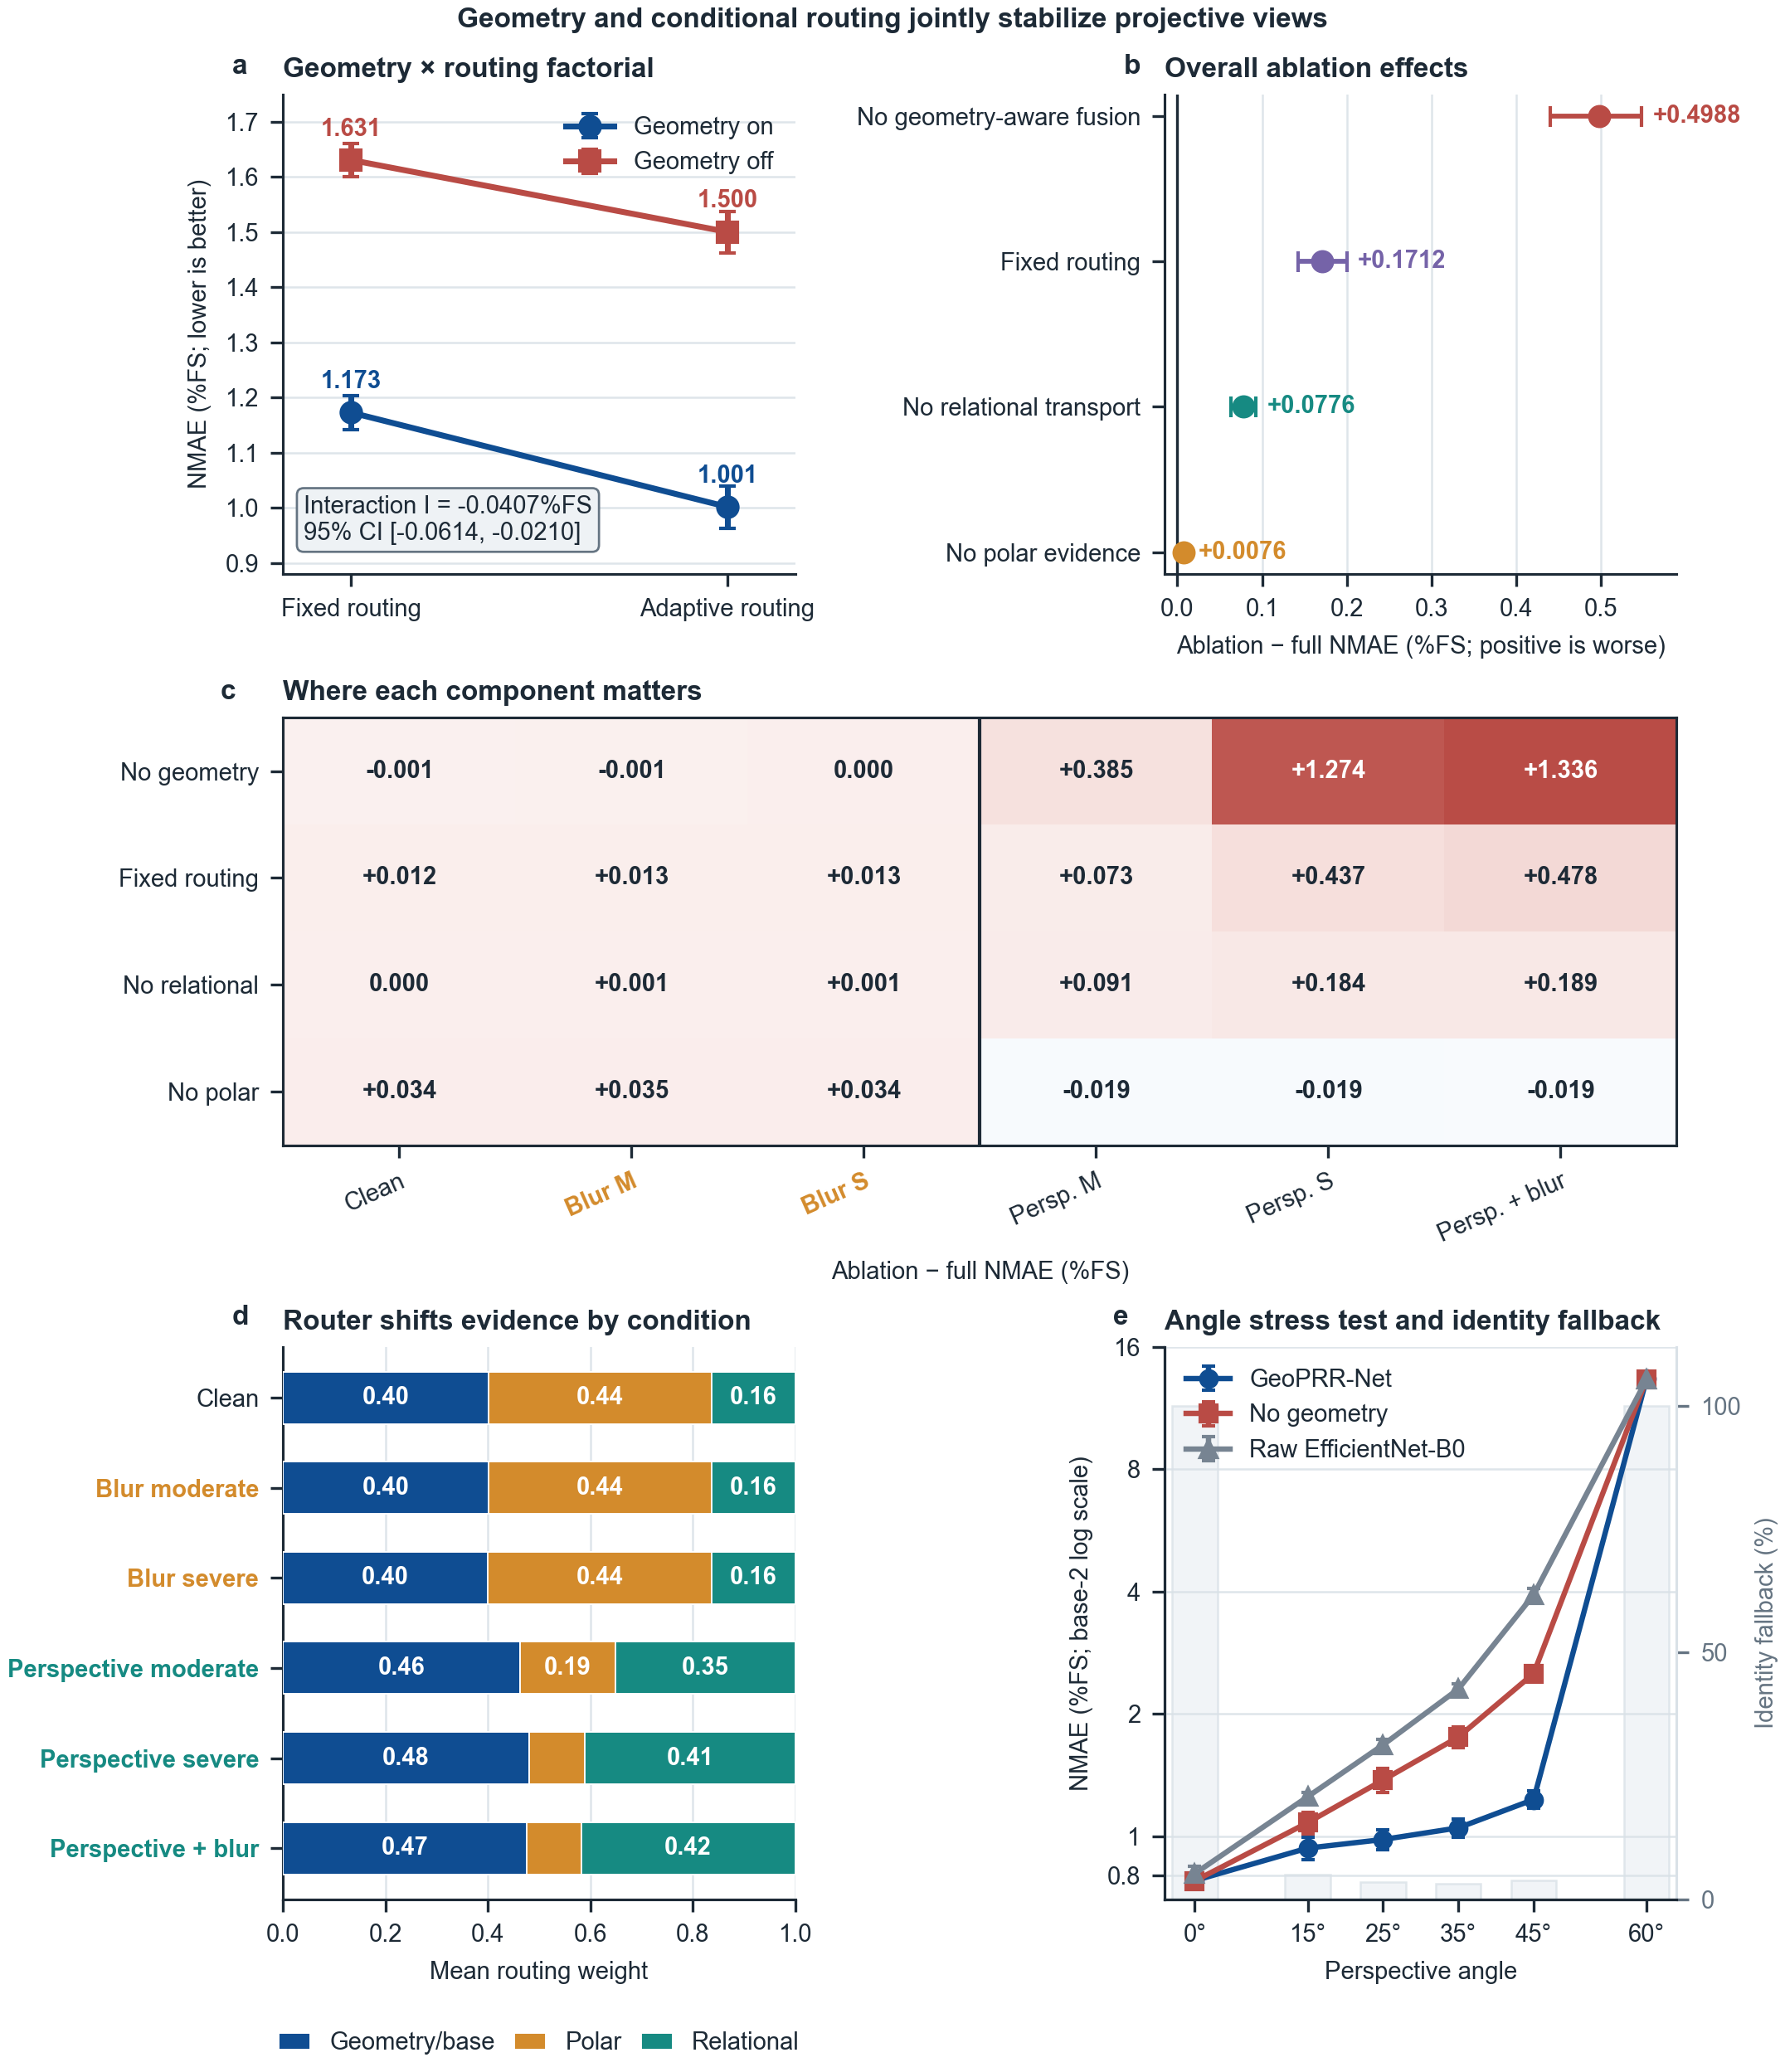 Geometry and conditional routing jointly stabilize projective views
a
Geometry × routing factorial
NMAE (%FS; lower is better)
1.7
1.6
1.5
1.4
1.3
1.2
1.1
1.0
0.9
1.631
1.500
1.173
1.001
Geometry on
Geometry off
Interaction I = -0.0407%FS
95% CI [-0.0614, -0.0210]
Fixed routing
Adaptive routing
b
Overall ablation effects
No geometry-aware fusion
+0.4988
Fixed routing
+0.1712
No relational transport
+0.0776
No polar evidence
+0.0076
0.0 0.1 0.2 0.3 0.4 0.5
Ablation − full NMAE (%FS; positive is worse)
c
Where each component matters
No geometry -0.001 -0.001 0.000 +0.385 +1.274 +1.336
Fixed routing +0.012 +0.013 +0.013 +0.073 +0.437 +0.478
No relational 0.000 +0.001 +0.001 +0.091 +0.184 +0.189
No polar +0.034 +0.035 +0.034 -0.019 -0.019 -0.019
Clean
Blur M
Blur S
Persp. M
Persp. S
Persp. + blur
Ablation − full NMAE (%FS)
d
Router shifts evidence by condition
Clean 0.40 0.44 0.16
Blur moderate 0.40 0.44 0.16
Blur severe 0.40 0.44 0.16
Perspective moderate 0.46 0.19 0.35
Perspective severe 0.48 0.41
Perspective + blur 0.47 0.42
0.0 0.2 0.4 0.6 0.8 1.0
Mean routing weight
Geometry/base
Polar
Relational
e
Angle stress test and identity fallback
NMAE (%FS; base-2 log scale)
16
8
4
2
1
0.8
GeoPRR-Net
No geometry
Raw EfficientNet-B0
100
50
0
Identity fallback (%)
0° 15° 25° 35° 45° 60°
Perspective angle